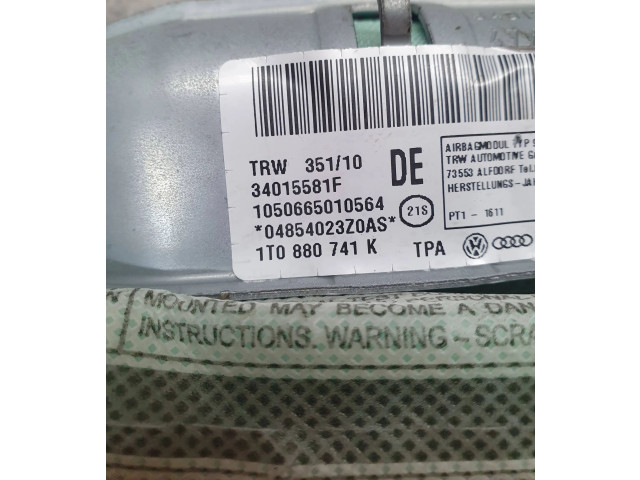 TRW 351/10
34015581F
1050665010564
*04854023Z0AS*
1T0 880 741 K TPA
DE
21S
AIRBAGMODUL TYP
TRW AUTOMOTIVE
73553 ALFDORF
HERSTELLUNGS-
PT1 - 1611
MOUNTED MAY BECOME A
INSTRUCTIONS. WARNING -